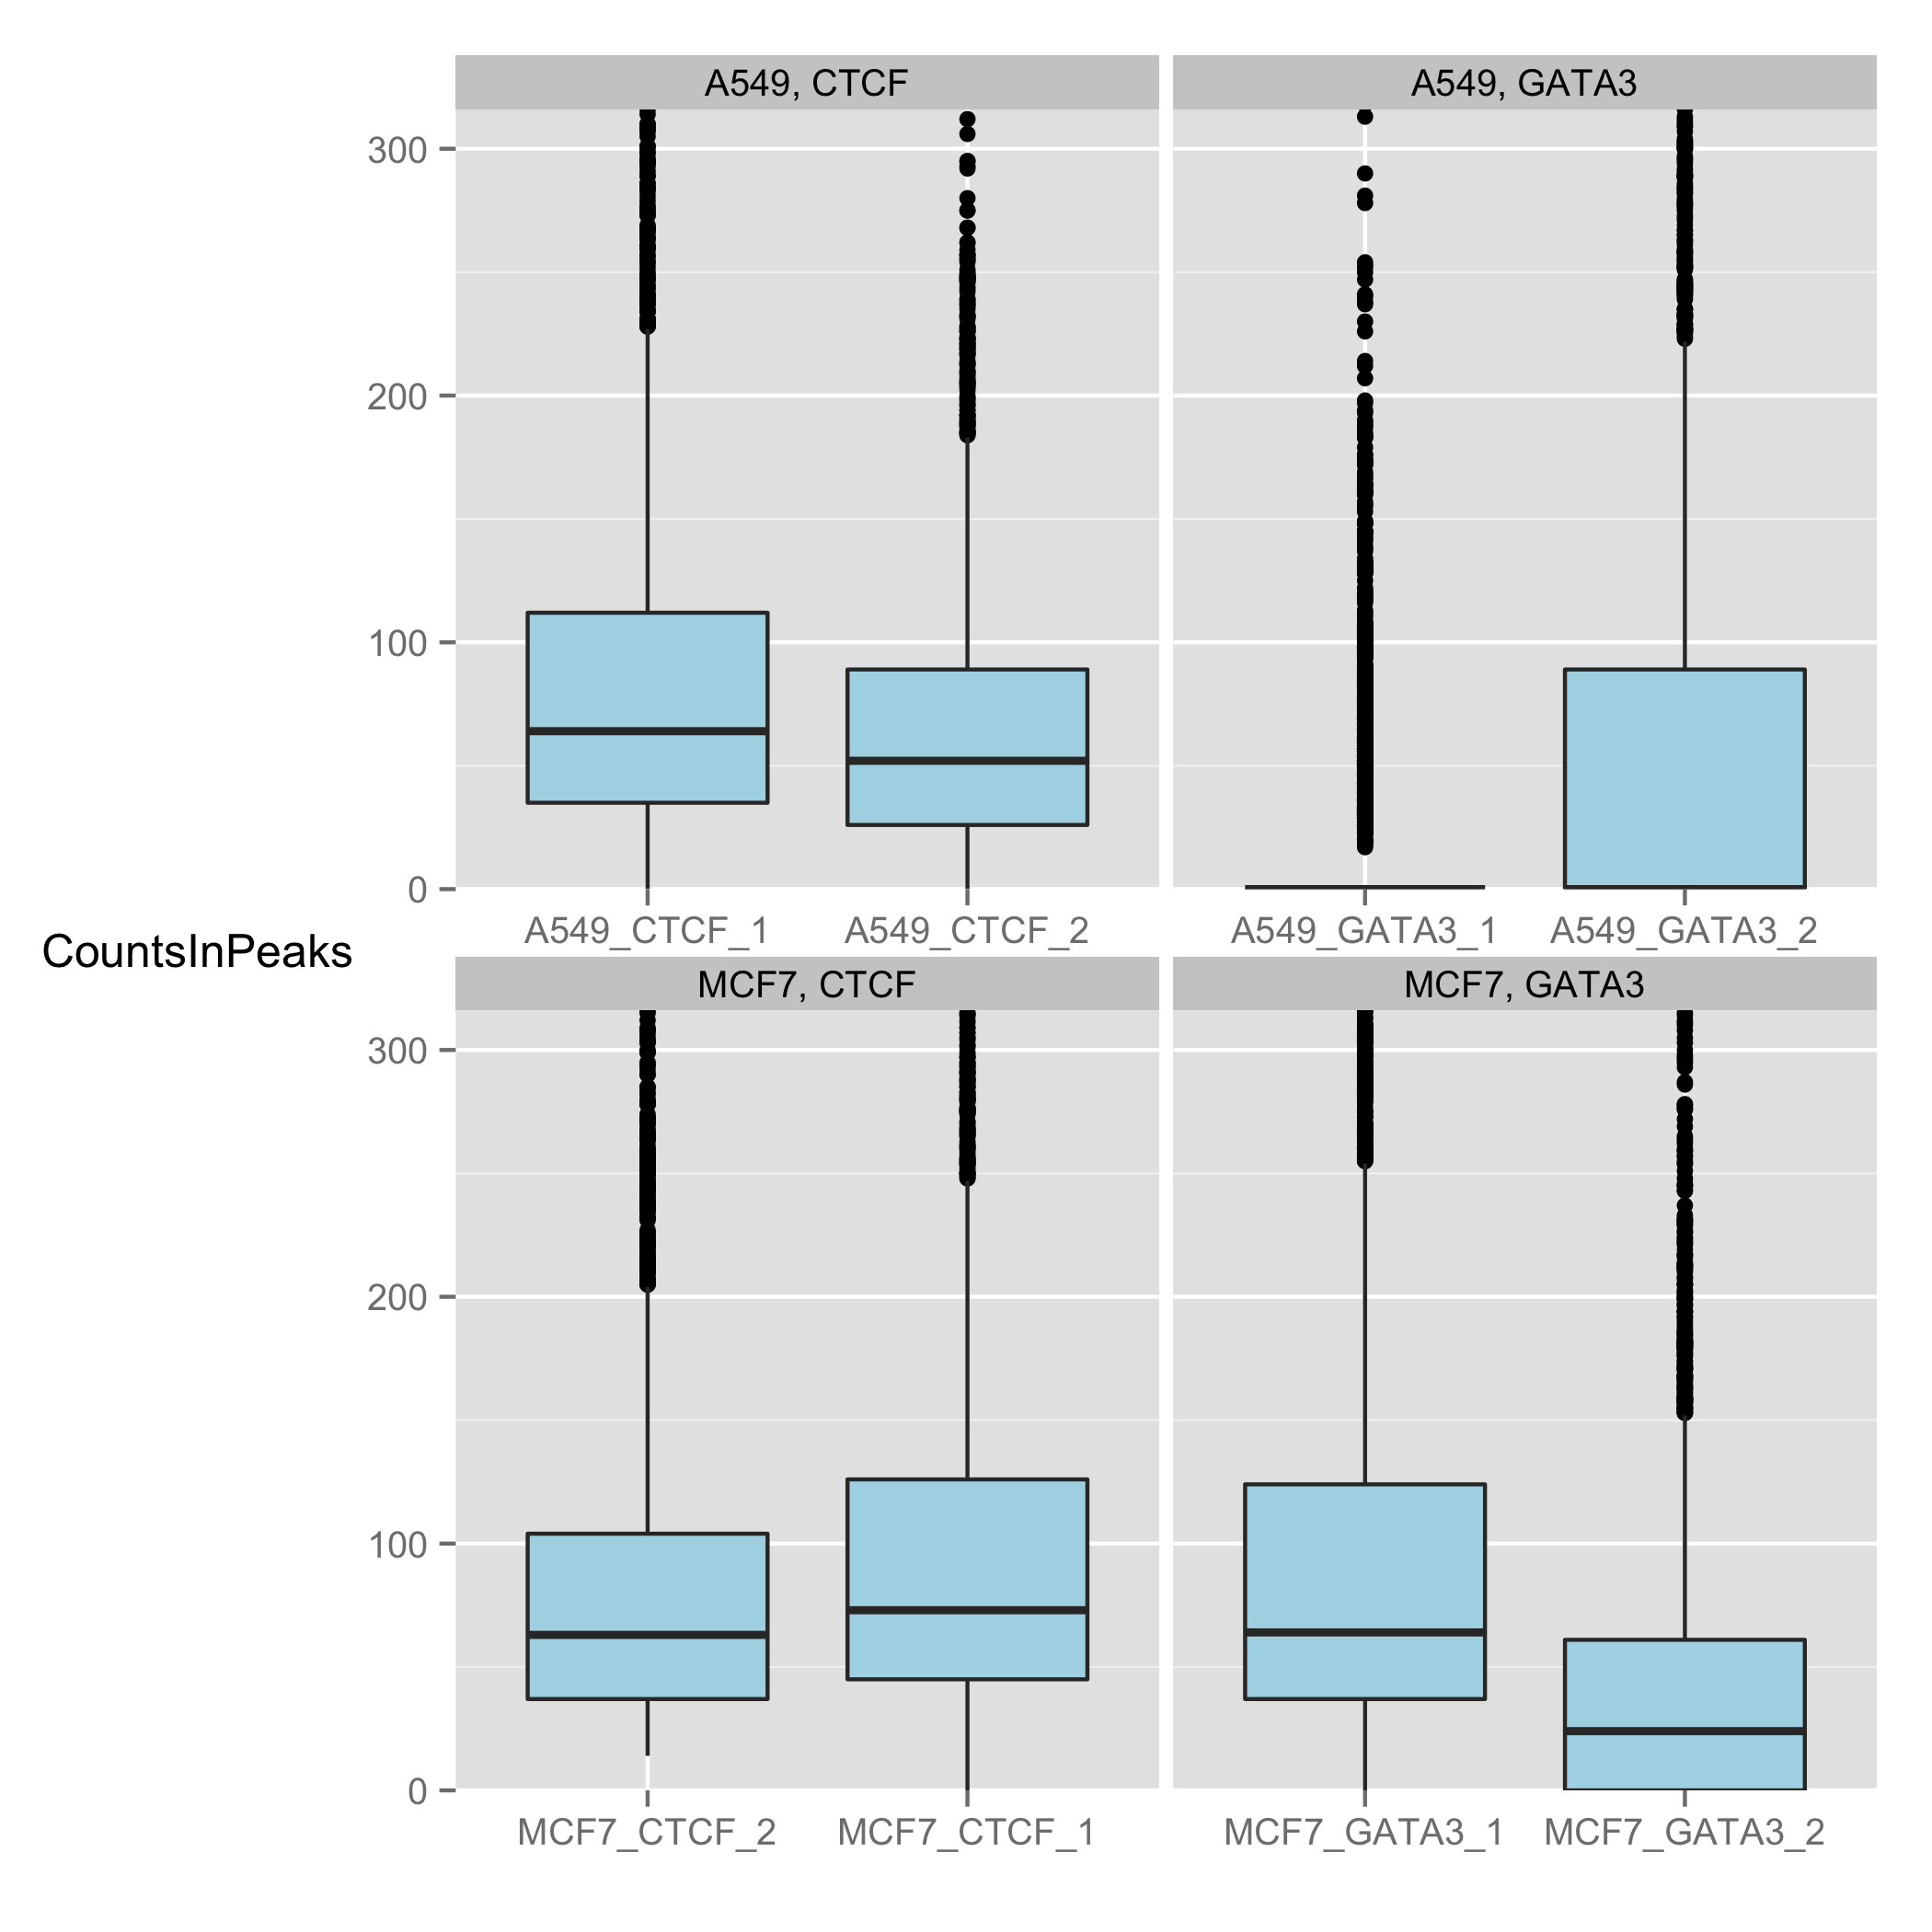 A549, CTCF
A549, GATA3
300
200
100
0
A549_CTCF_1
A549_CTCF_2
A549_GATA3_1
A549_GATA3_2
CountsInPeaks
MCF7, CTCF
MCF7, GATA3
300
200
100
0
MCF7_CTCF_2
MCF7_CTCF_1
MCF7_GATA3_1
MCF7_GATA3_2